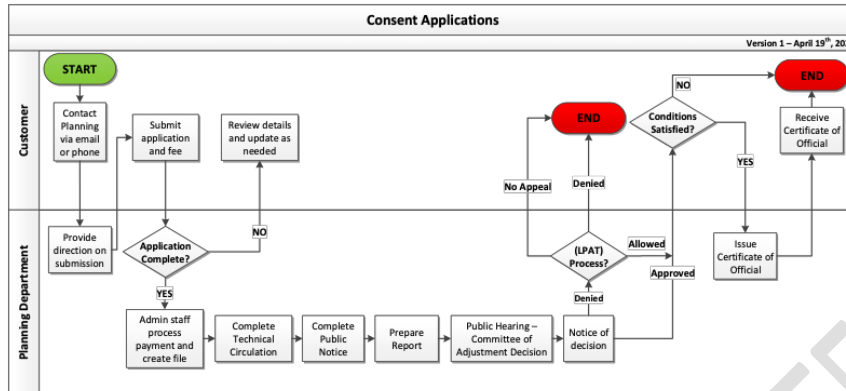 Consent Applications
Version 1 – April 19th, 202
Customer
START
Contact
Planning
via email
or phone
Submit
application
and fee
Review details
and update as
needed
END
NO
Conditions
Satisfied?
END
Receive
Certificate of
Official
YES
No Appeal
Denied
Planning Department
Provide
direction on
submission
Application
Complete?
NO
(LPAT)
Process?
Allowed
Approved
Issue
Certificate of
Official
YES
Denied
Admin staff
process
payment and
create file
Complete
Technical
Circulation
Complete
Public
Notice
Prepare
Report
Public Hearing –
Committee of
Adjustment Decision
Notice of
decision